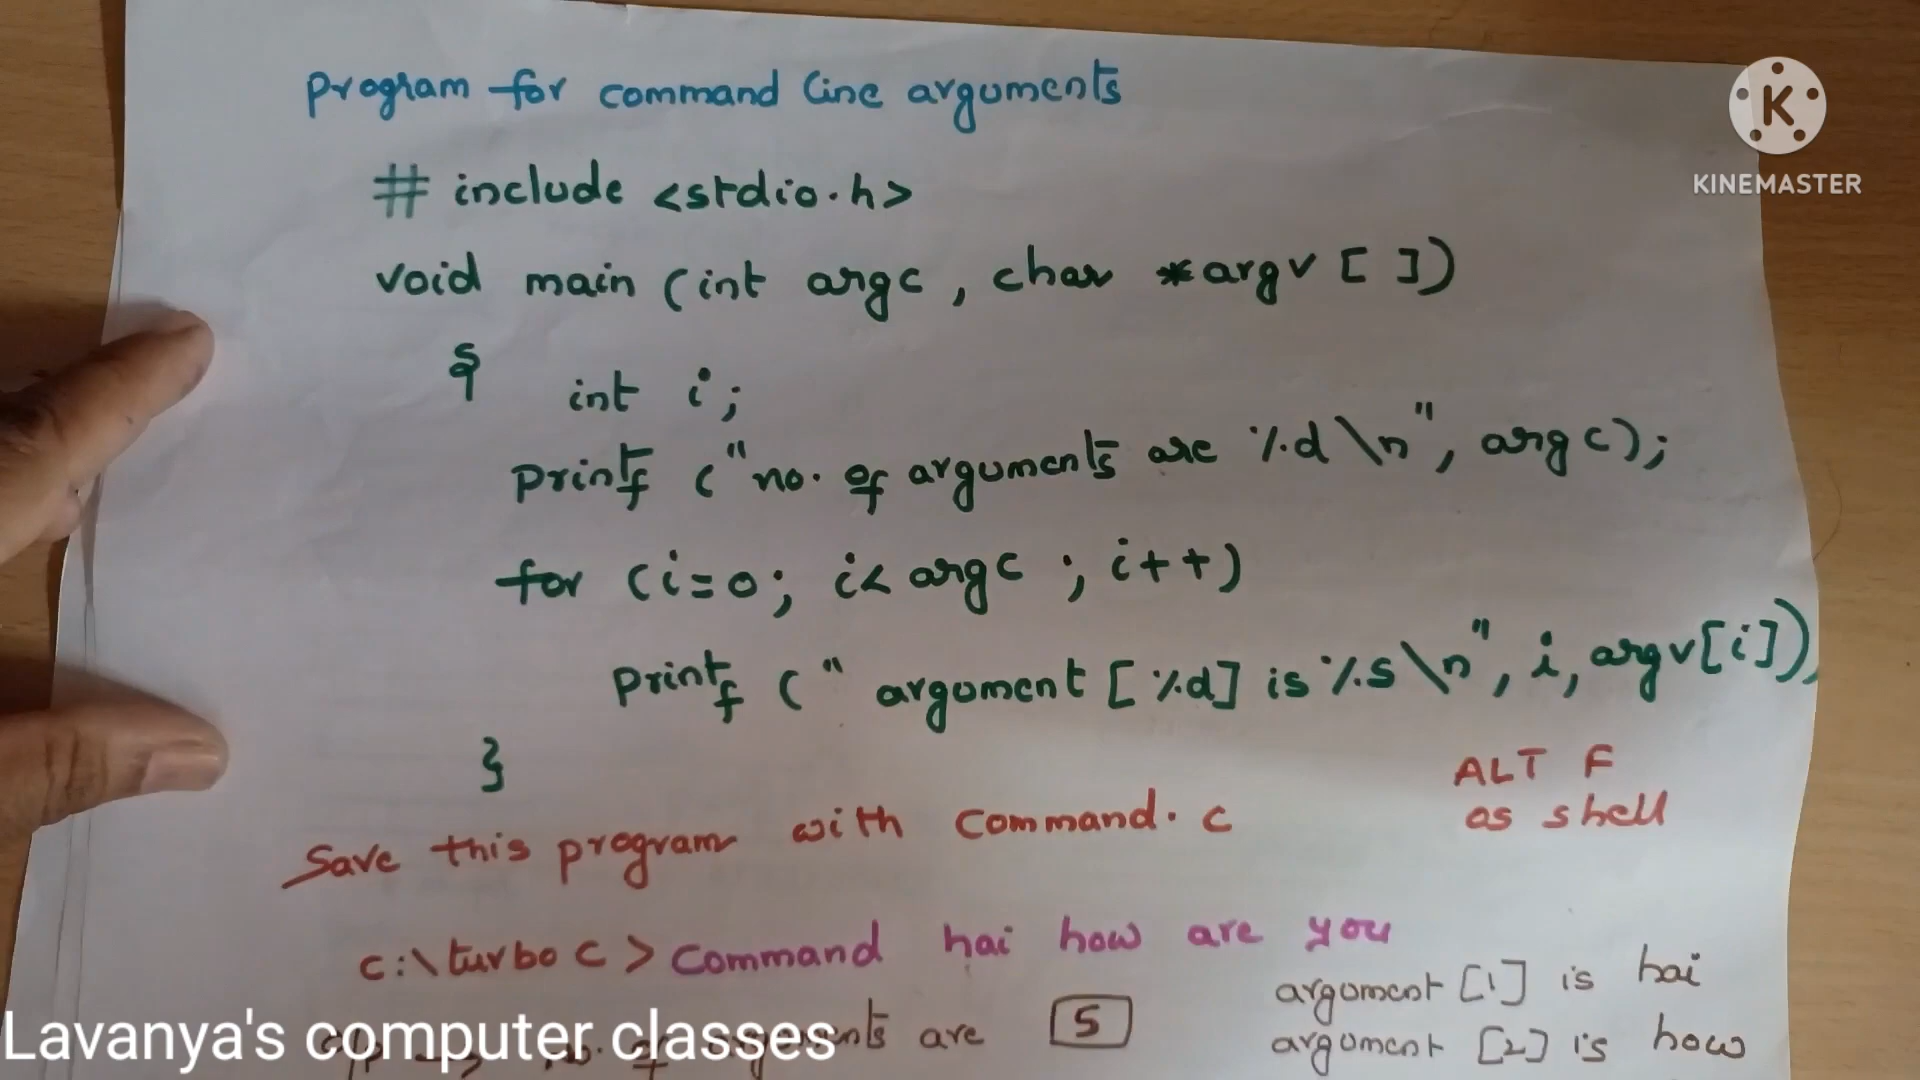 Program for command line arguments
KINEMASTER
# include <stdio.h>
void main (int argc, char *argv [ ])
{ int i;
printf ("no. of arguments are %d \n", argc);
for (i=0; i< argc ; i++)
printf (" argument [%d] is %s \n", i, argv[i]),
}
ALT F
os shell
Save this program with Command.c
c:\turbo c > Command hai how are you
argument [1] is hai
are 5
argument [2] is how
Lavanya's computer classes